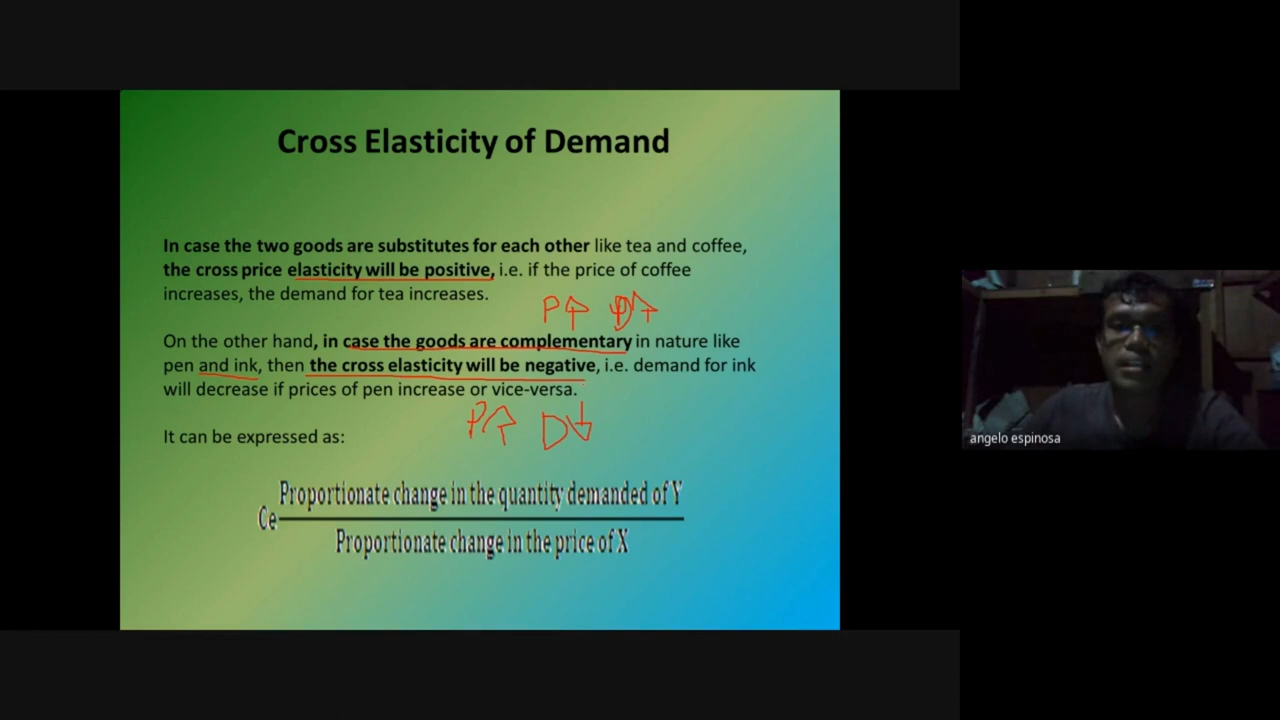 Cross Elasticity of Demand
In case the two goods are substitutes for each other like tea and coffee,
the cross price elasticity will be positive, i.e. if the price of coffee
increases, the demand for tea increases.
P↑ D↑
On the other hand, in case the goods are complementary in nature like
pen and ink, then the cross elasticity will be negative, i.e. demand for ink
will decrease if prices of pen increase or vice-versa.
P↑ D↓
It can be expressed as:
Proportionate change in the quantity demanded of Y
Ce
Proportionate change in the price of X
angelo espinosa